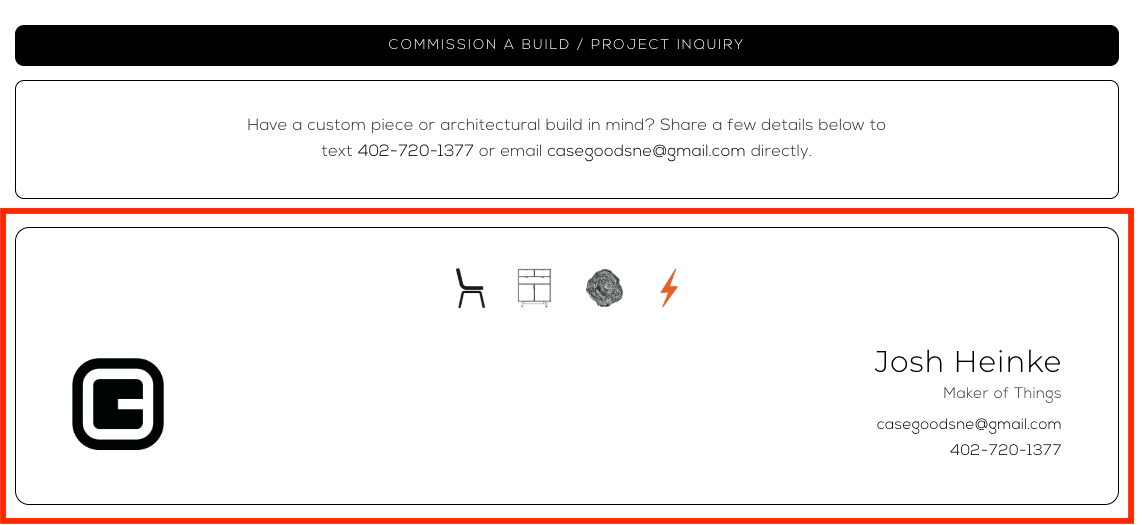 COMMISSION A BUILD / PROJECT INQUIRY
Have a custom piece or architectural build in mind? Share a few details below to
text 402-720-1377 or email casegoodsne@gmail.com directly.
Josh Heinke
Maker of Things
casegoodsne@gmail.com
402-720-1377